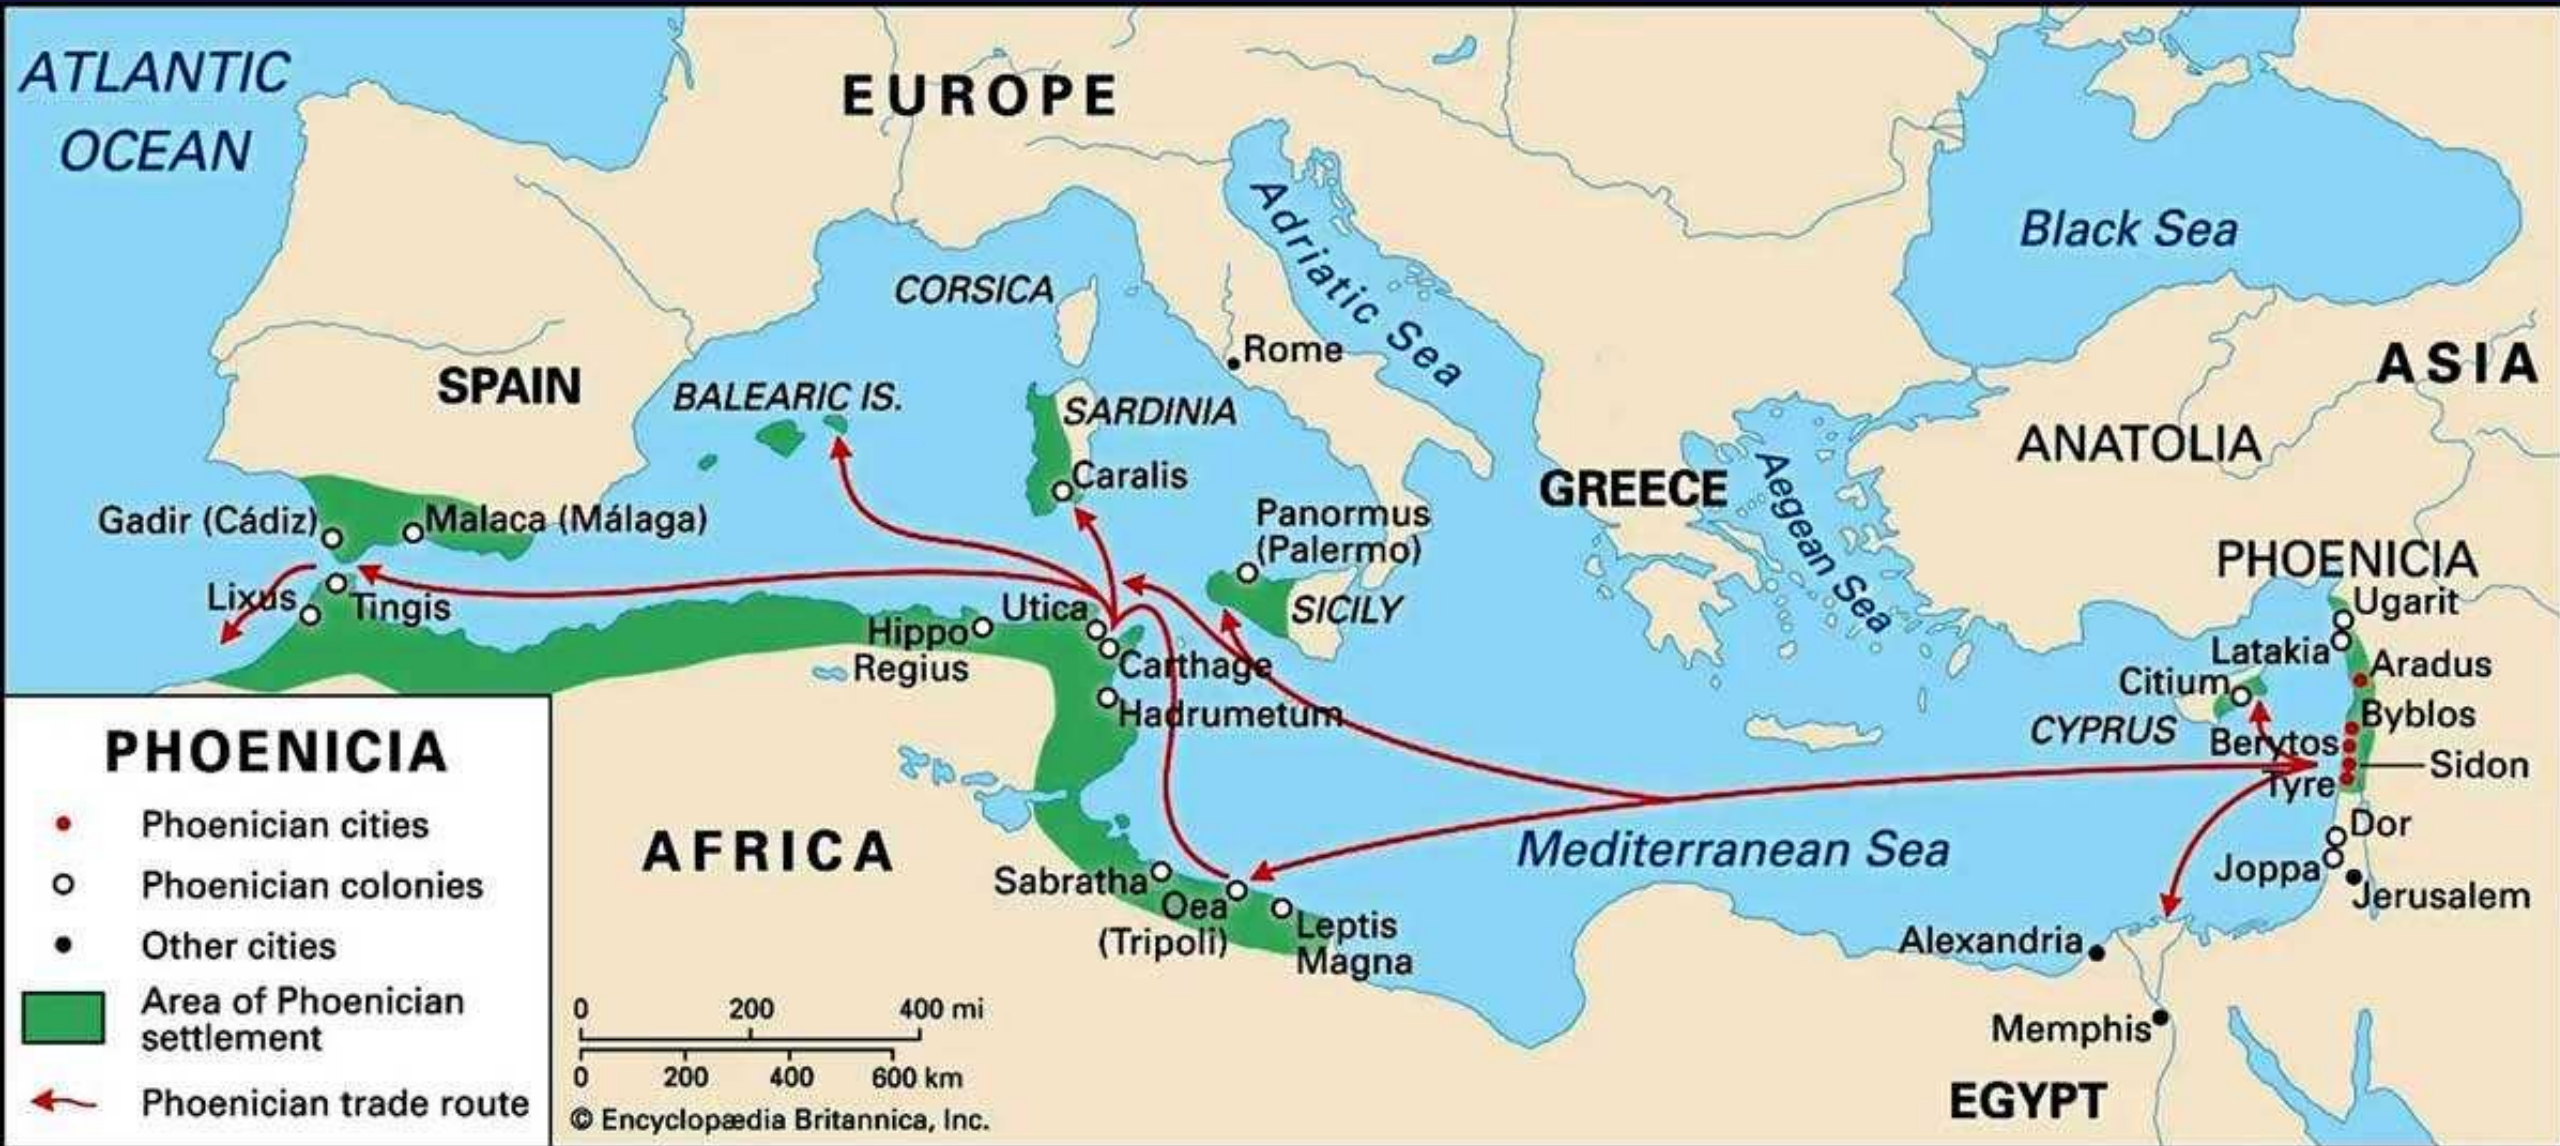 ATLANTIC
OCEAN
EUROPE
Adriatic Sea
Black Sea
CORSICA
Rome
ASIA
SPAIN
BALEARIC IS.
SARDINIA
ANATOLIA
Caralis
GREECE
Aegean Sea
Gadir (Cádiz)
Malaca (Málaga)
Panormus
(Palermo)
PHOENICIA
Lixus
Tingis
Utica
SICILY
Ugarit
Hippo
Regius
Carthage
Latakia
Aradus
Citium
Hadrumetum
CYPRUS
Byblos
Berytos
Sidon
Tyre
AFRICA
Mediterranean Sea
Dor
Joppa
Jerusalem
Sabratha
Oea
(Tripoli)
Leptis
Magna
Alexandria
Memphis
EGYPT
PHOENICIA
Phoenician cities
Phoenician colonies
Other cities
Area of Phoenician
settlement
Phoenician trade route
0 200 400 mi
0 200 400 600 km
© Encyclopædia Britannica, Inc.